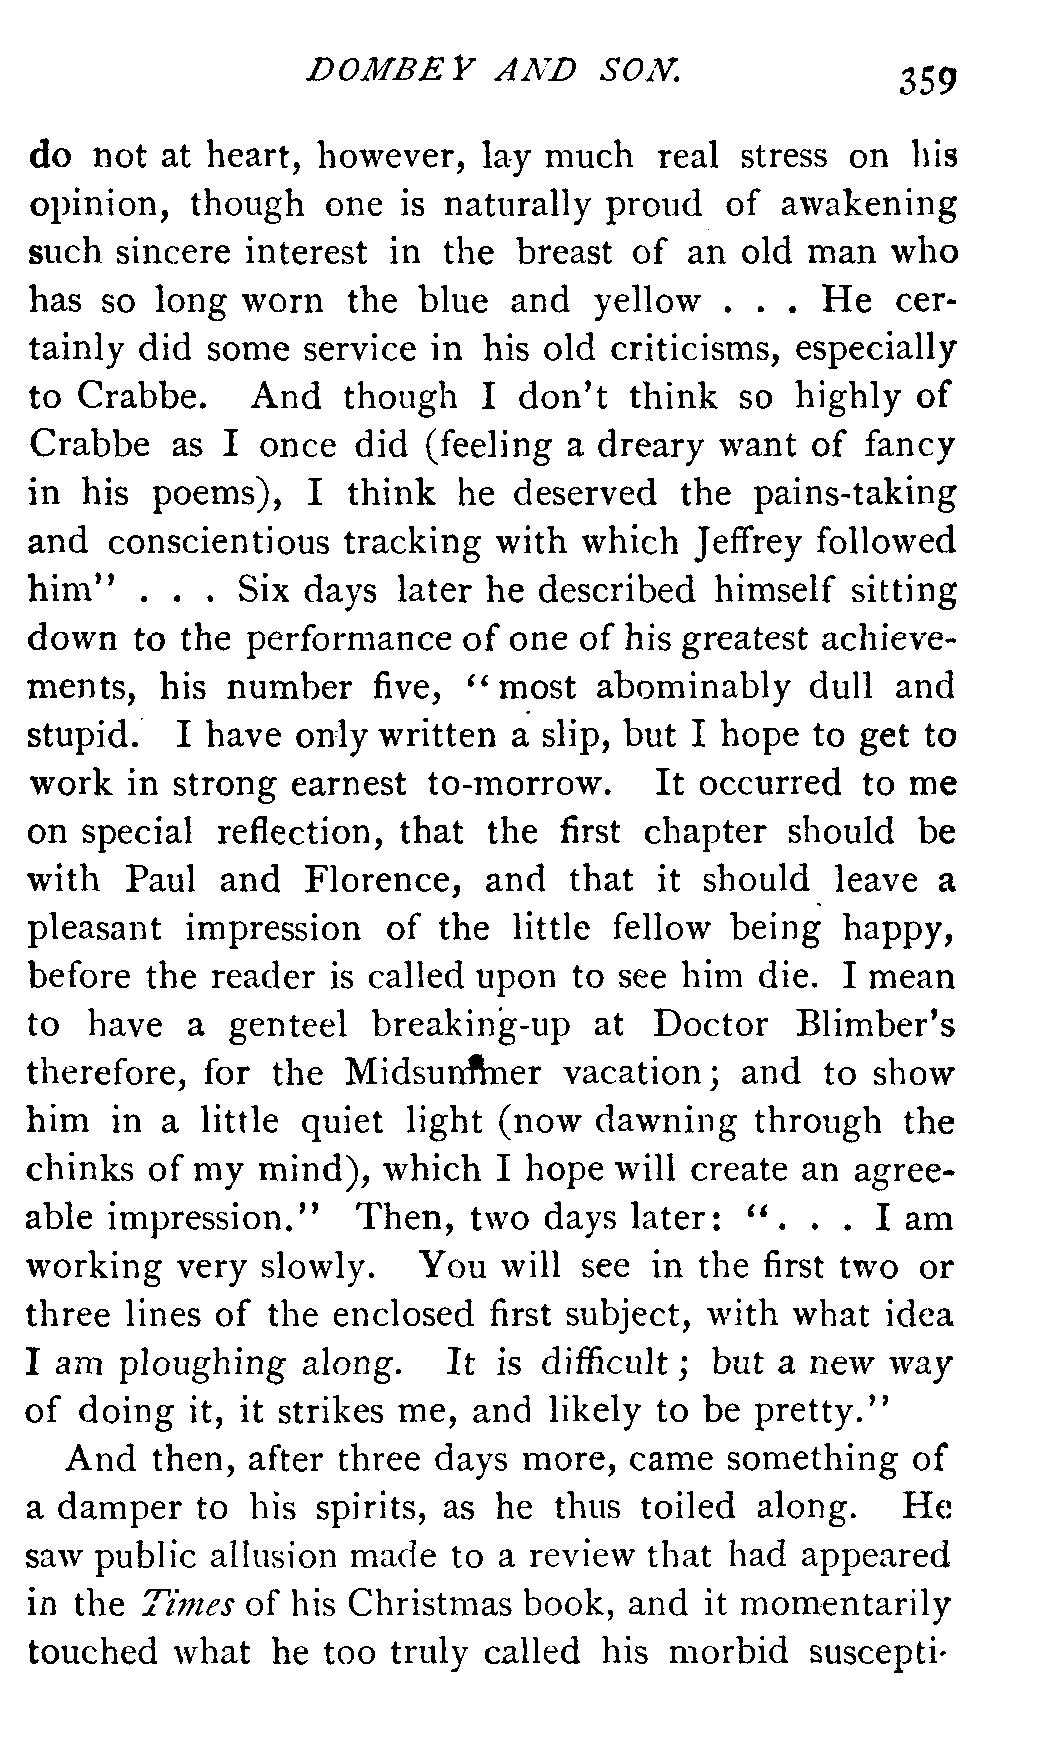 DOMBEY AND SON. 359
do not at heart, however, lay much real stress on his
opinion, though one is naturally proud of awakening
such sincere interest in the breast of an old man who
has so long worn the blue and yellow . . . He cer-
tainly did some service in his old criticisms, especially
to Crabbe. And though I don't think so highly of
Crabbe as I once did (feeling a dreary want of fancy
in his poems), I think he deserved the pains-taking
and conscientious tracking with which Jeffrey followed
him" . . . Six days later he described himself sitting
down to the performance of one of his greatest achieve-
ments, his number five, "most abominably dull and
stupid. I have only written a slip, but I hope to get to
work in strong earnest to-morrow. It occurred to me
on special reflection, that the first chapter should be
with Paul and Florence, and that it should leave a
pleasant impression of the little fellow being happy,
before the reader is called upon to see him die. I mean
to have a genteel breaking-up at Doctor Blimber's
therefore, for the Midsummer vacation; and to show
him in a little quiet light (now dawning through the
chinks of my mind), which I hope will create an agree-
able impression." Then, two days later: ". . . I am
working very slowly. You will see in the first two or
three lines of the enclosed first subject, with what idea
I am ploughing along. It is difficult; but a new way
of doing it, it strikes me, and likely to be pretty."
And then, after three days more, came something of
a damper to his spirits, as he thus toiled along. He
saw public allusion made to a review that had appeared
in the Times of his Christmas book, and it momentarily
touched what he too truly called his morbid suscepti-